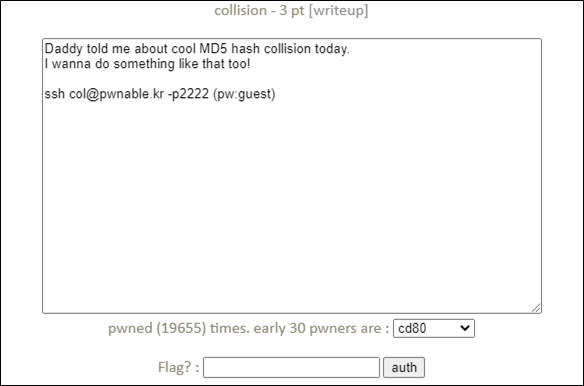 collision - 3 pt [writeup]
Daddy told me about cool MD5 hash collision today.
I wanna do something like that too!
ssh col@pwnable.kr -p2222 (pw:guest)
pwned (19655) times. early 30 pwners are : cd80
Flag? : auth